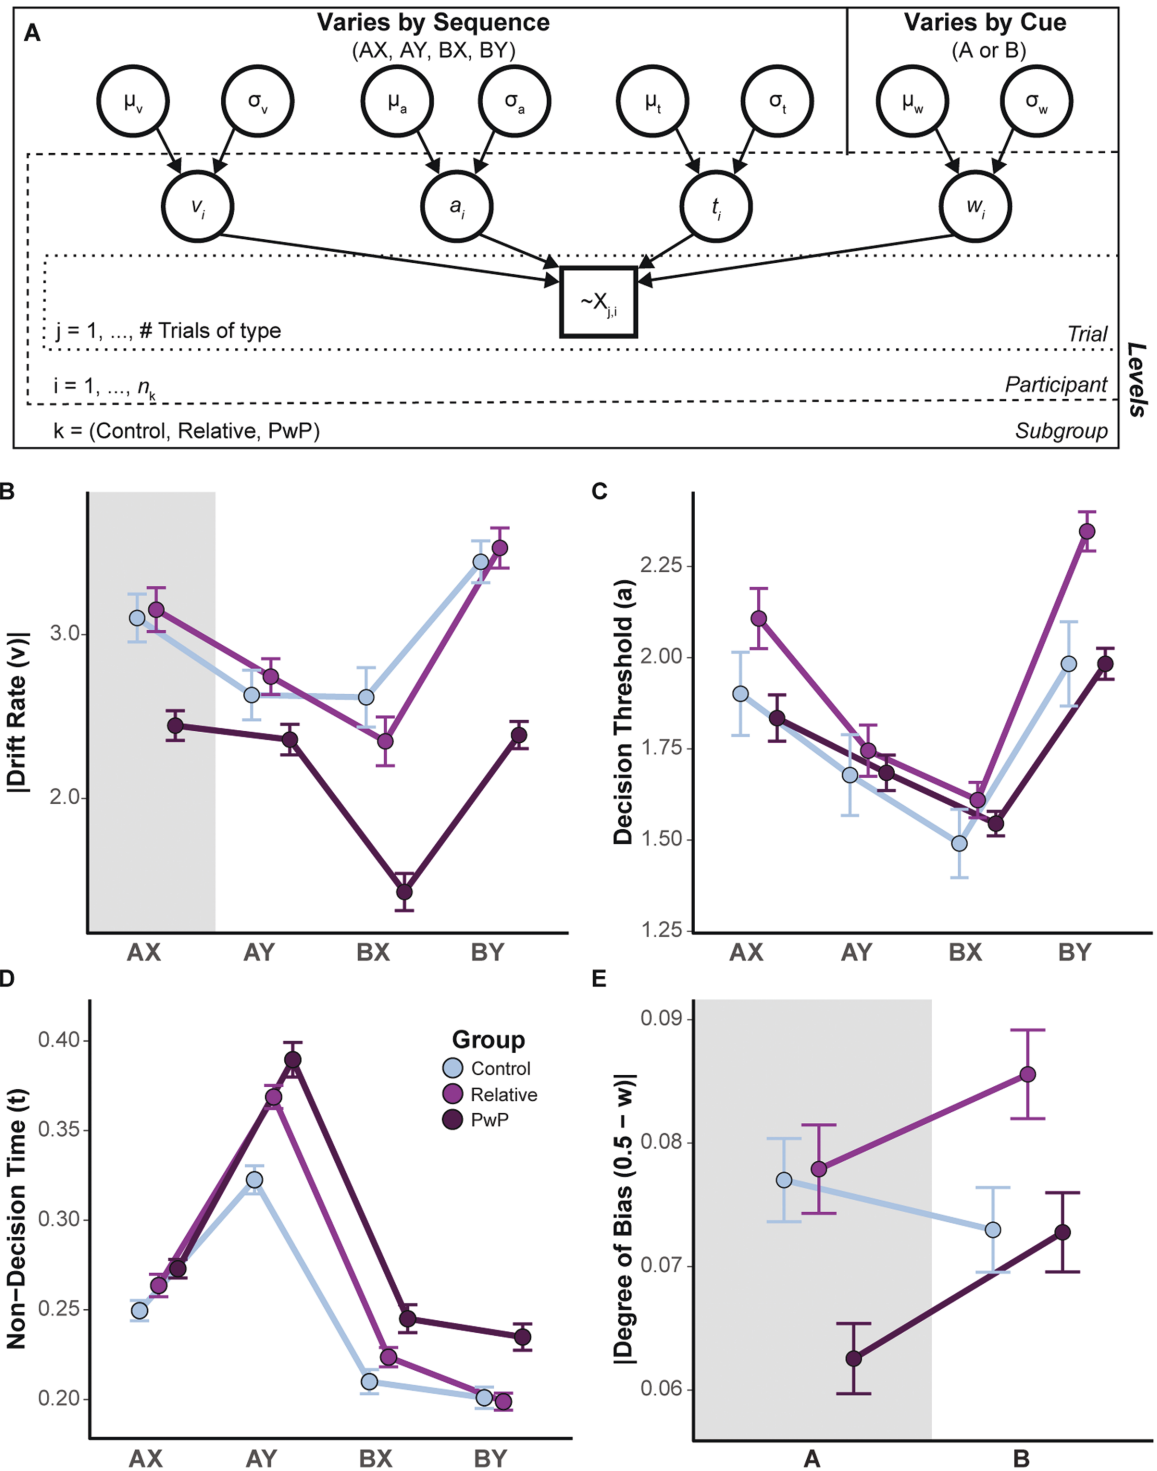 A
Varies by Sequence
(AX, AY, BX, BY)
Varies by Cue
(A or B)
μv σv μa σa μt σt μw σw
vi ai ti wi
~Xj,i
j = 1, ..., # Trials of type
Trial
i = 1, ..., nk
Participant
k = (Control, Relative, PwP)
Subgroup
Levels
B
|Drift Rate (v)|
3.0
2.0
AX AY BX BY
C
Decision Threshold (a)
2.25
2.00
1.75
1.50
1.25
AX AY BX BY
D
Non−Decision Time (t)
0.40
0.35
0.30
0.25
0.20
Group
Control
Relative
PwP
AX AY BX BY
E
|Degree of Bias (0.5 − w)|
0.09
0.08
0.07
0.06
A B